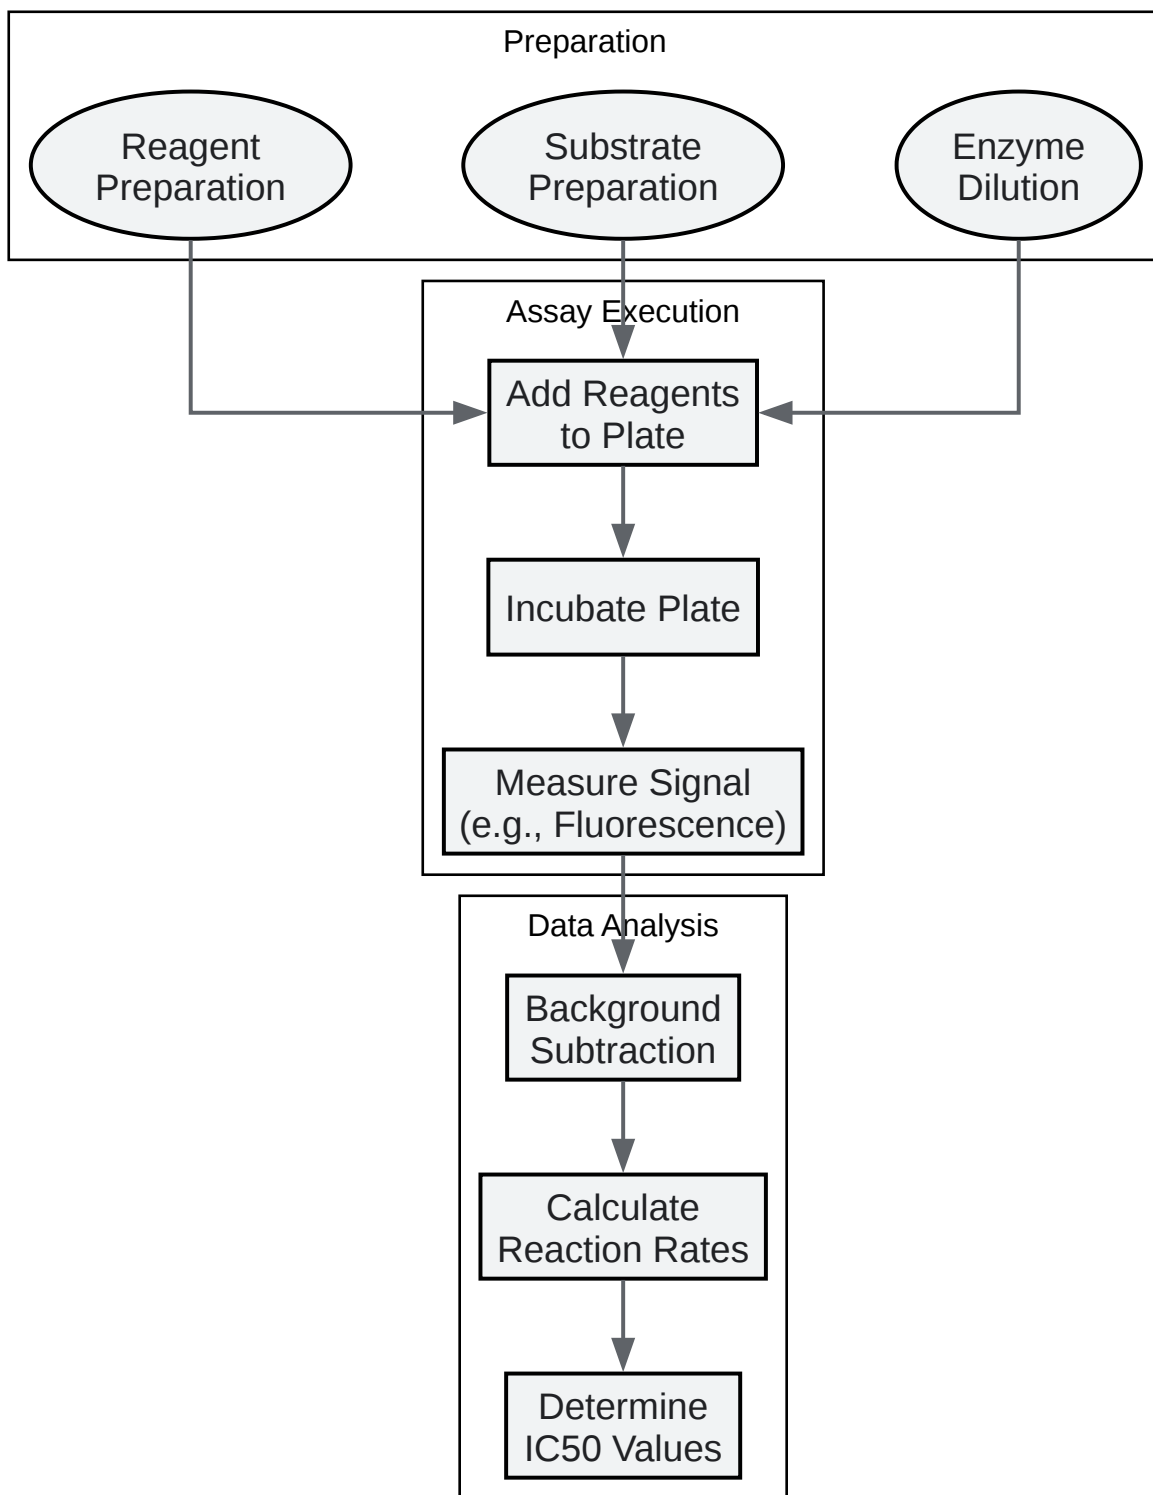 Preparation
Reagent
Preparation
Substrate
Preparation
Enzyme
Dilution
Assay Execution
Add Reagents
to Plate
Incubate Plate
Measure Signal
(e.g., Fluorescence)
Data Analysis
Background
Subtraction
Calculate
Reaction Rates
Determine
IC50 Values